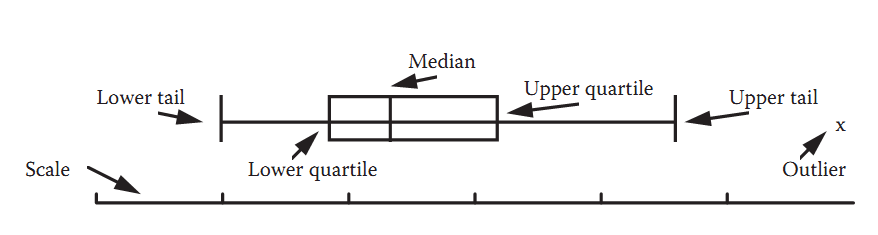 Median
Upper quartile
Lower tail
Upper tail
x
Scale
Lower quartile
Outlier